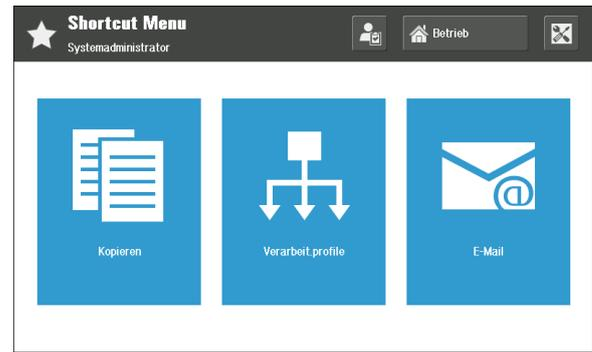 Shortcut Menu
Systemadministrator
Betrieb
Kopieren
Verarbeit.profile
E-Mail